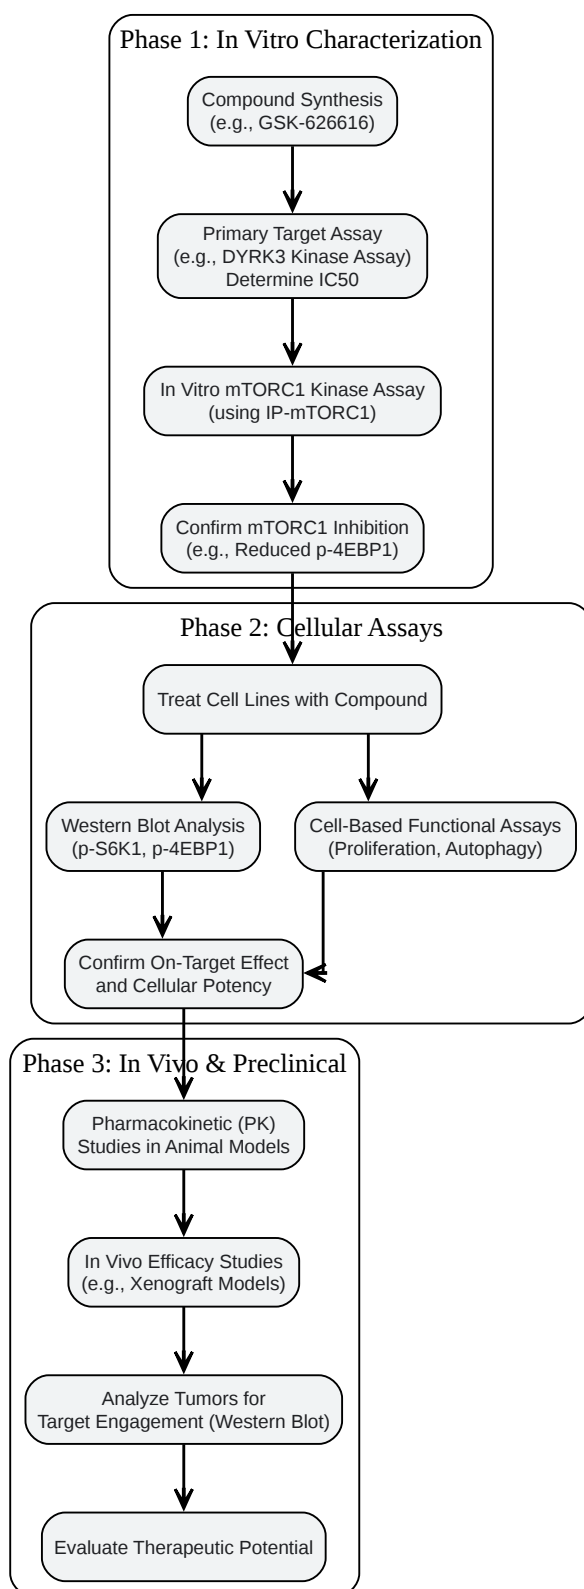 Phase 1: In Vitro Characterization
Compound Synthesis
(e.g., GSK-626616)
Primary Target Assay
(e.g., DYRK3 Kinase Assay)
Determine IC50
In Vitro mTORC1 Kinase Assay
(using IP-mTORC1)
Confirm mTORC1 Inhibition
(e.g., Reduced p-4EBP1)
Phase 2: Cellular Assays
Treat Cell Lines with Compound
Western Blot Analysis
(p-S6K1, p-4EBP1)
Cell-Based Functional Assays
(Proliferation, Autophagy)
Confirm On-Target Effect
and Cellular Potency
Phase 3: In Vivo & Preclinical
Pharmacokinetic (PK)
Studies in Animal Models
In Vivo Efficacy Studies
(e.g., Xenograft Models)
Analyze Tumors for
Target Engagement (Western Blot)
Evaluate Therapeutic Potential